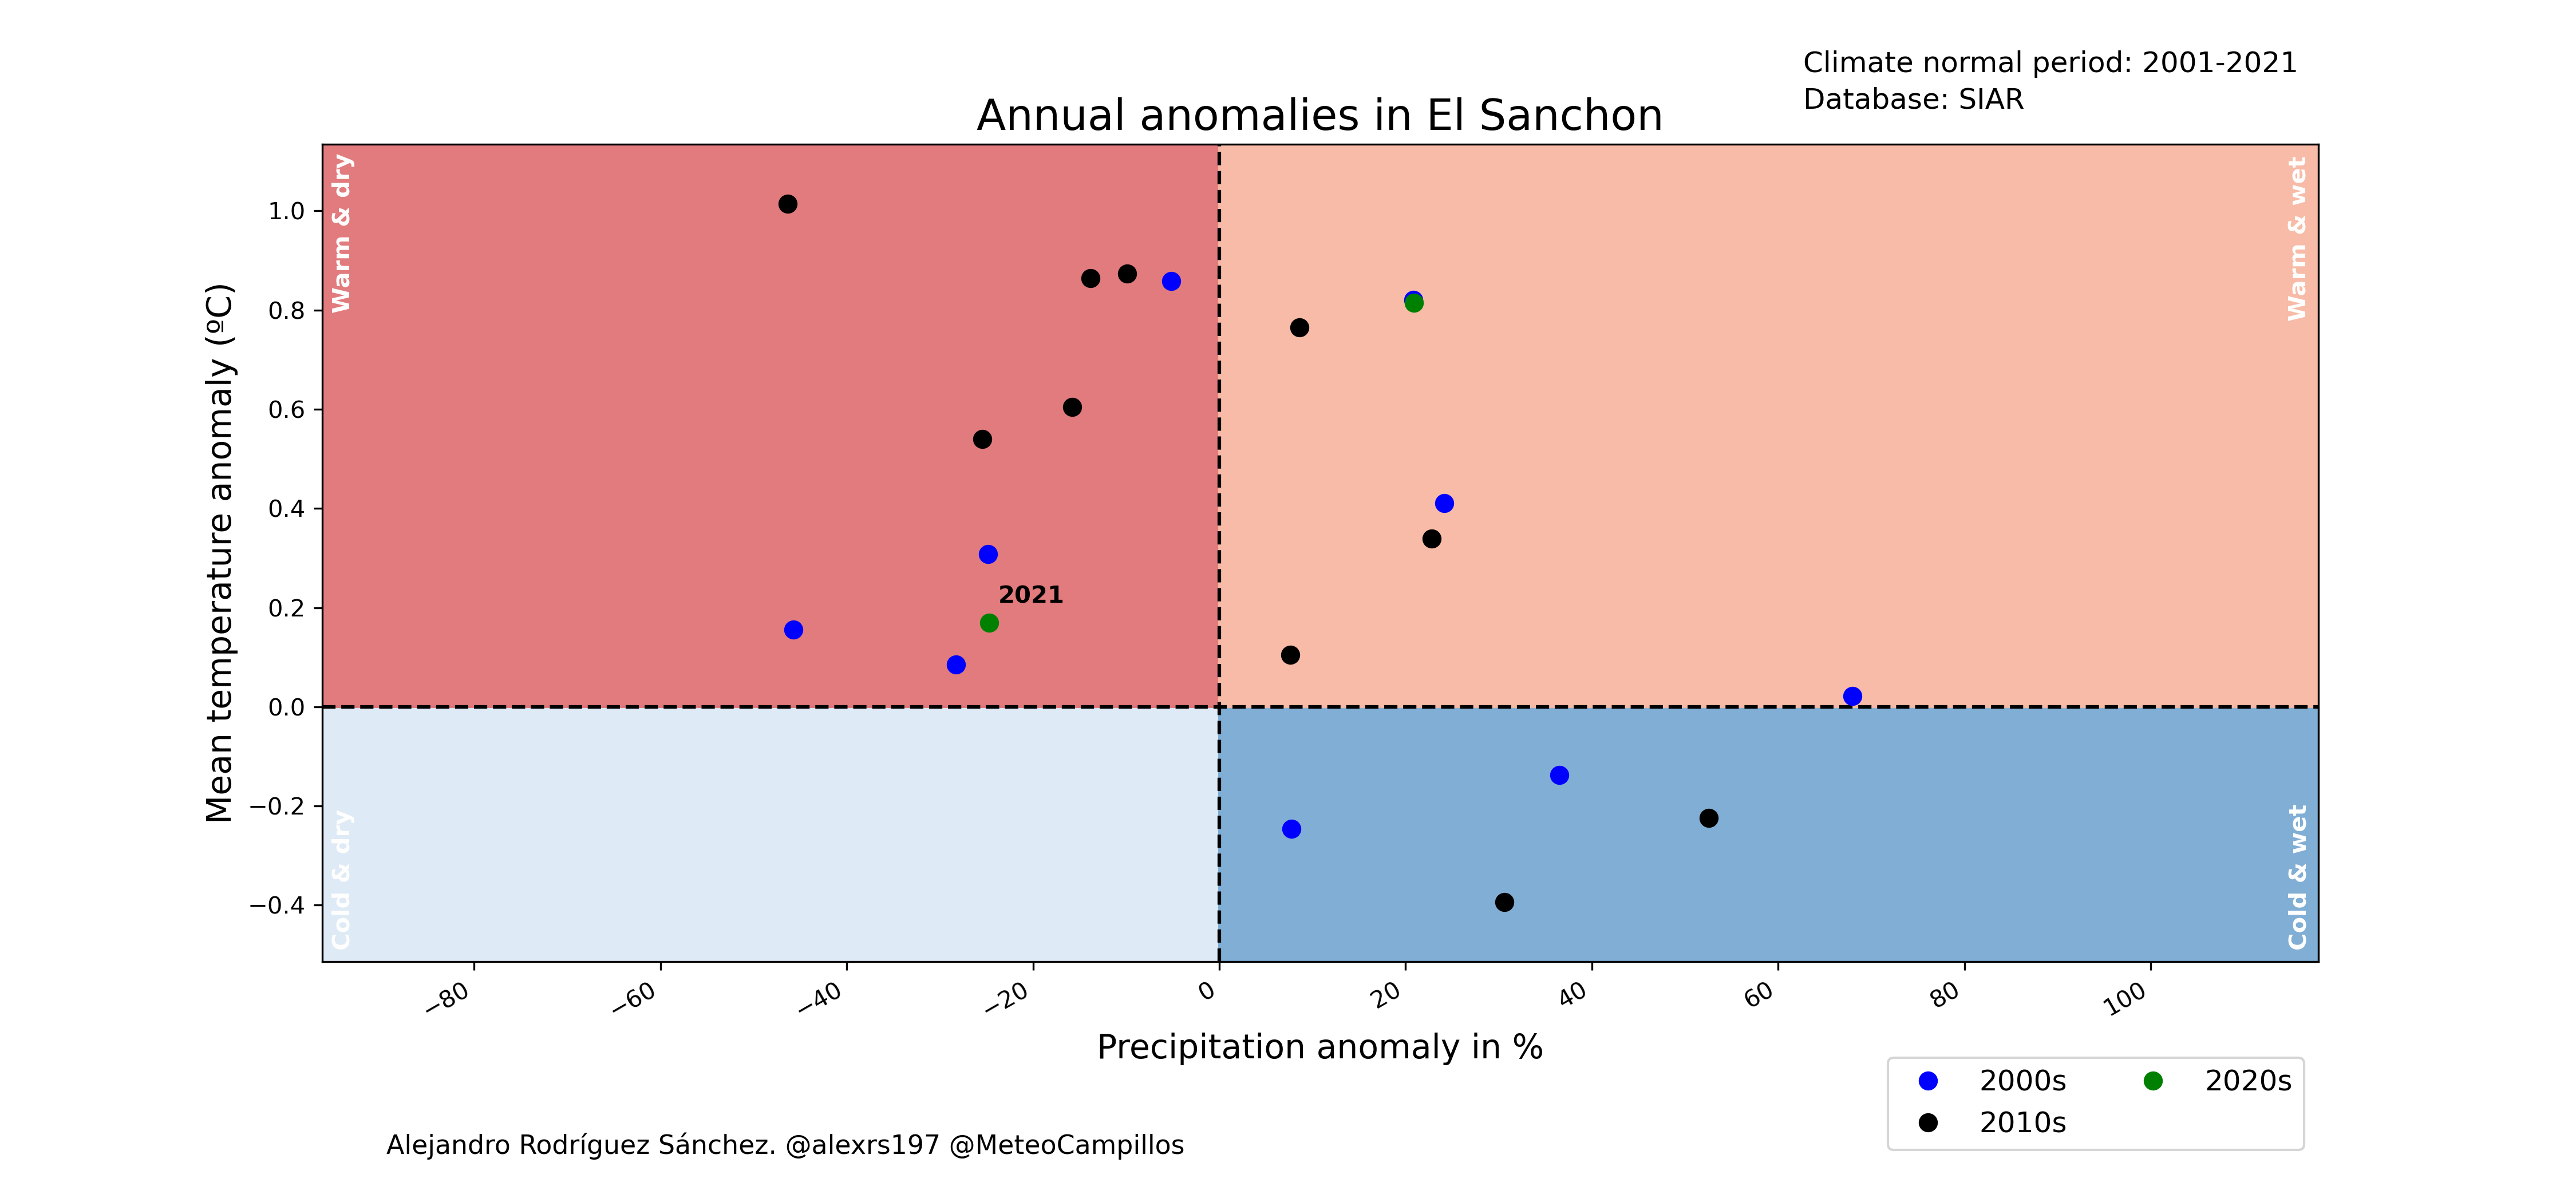 Climate normal period: 2001-2021
Database: SIAR
Annual anomalies in El Sanchon
Warm & dry
Warm & wet
Mean temperature anomaly (ºC)
1.0
0.8
0.6
0.4
0.2
0.0
−0.2
−0.4
2021
Cold & dry
Cold & wet
−80
−60
−40
−20
0
20
40
60
80
100
Precipitation anomaly in %
2000s
2020s
2010s
Alejandro Rodríguez Sánchez. @alexrs197 @MeteoCampillos